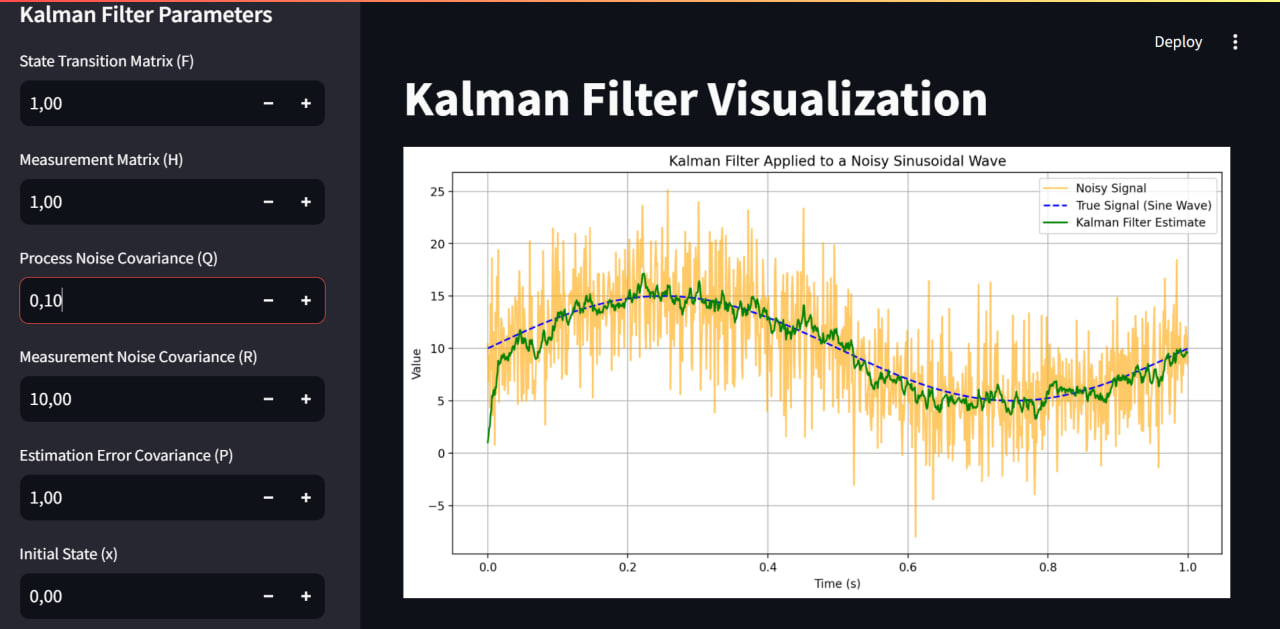 Kalman Filter Parameters
State Transition Matrix (F)
1,00
Measurement Matrix (H)
1,00
Process Noise Covariance (Q)
0,10
Measurement Noise Covariance (R)
10,00
Estimation Error Covariance (P)
1,00
Initial State (x)
0,00
Deploy
Kalman Filter Visualization
Kalman Filter Applied to a Noisy Sinusoidal Wave
Noisy Signal
True Signal (Sine Wave)
Kalman Filter Estimate
Value
25
20
15
10
5
0
−5
0.0 0.2 0.4 0.6 0.8 1.0
Time (s)